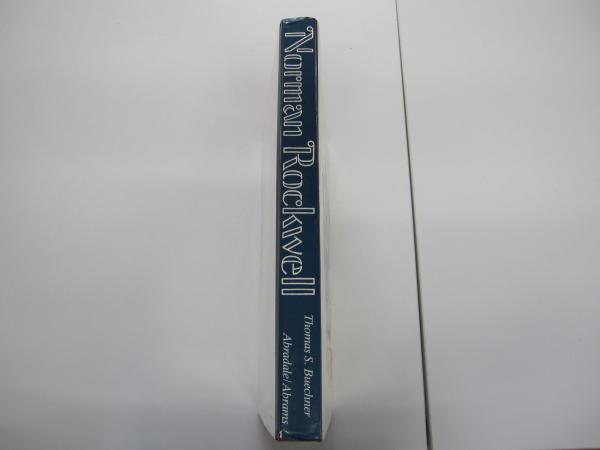 Norman Rockwell
Thomas S. Buechner
Abradale/Abrams